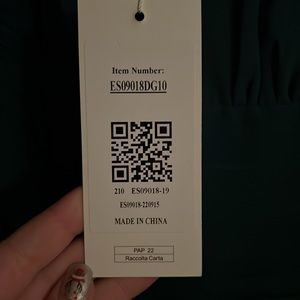 Item Number:
ES09018DG10
210 ES09018-19
ES09018-220915
MADE IN CHINA
PAP 22
Raccolta Carta